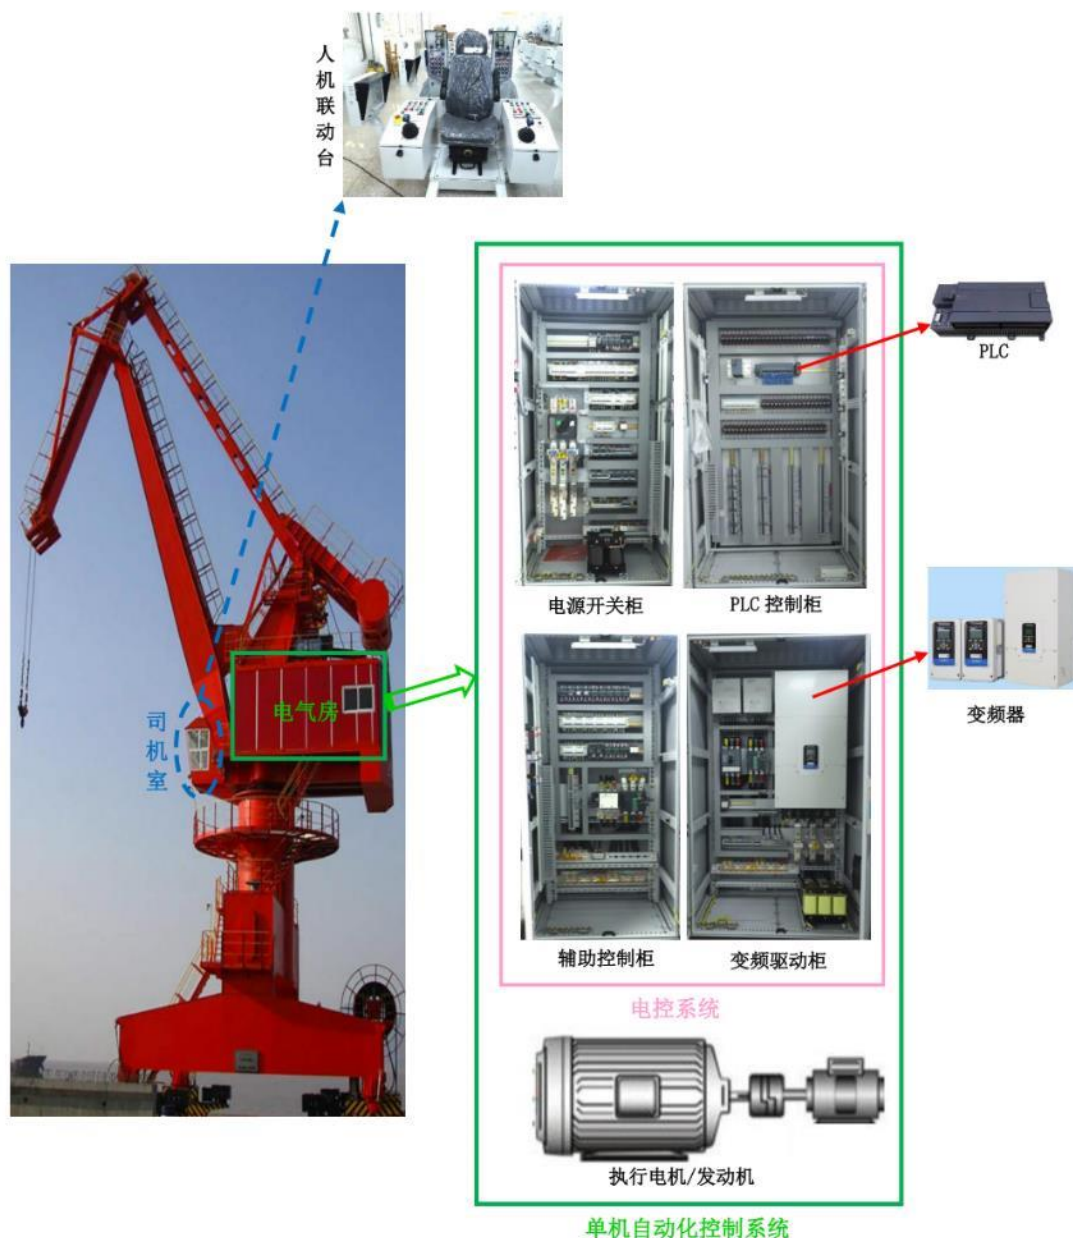 人机联动台
PLC
电源开关柜
PLC 控制柜
电气房
司机室
变频器
辅助控制柜
变频驱动柜
电控系统
执行电机/发动机
单机自动化控制系统